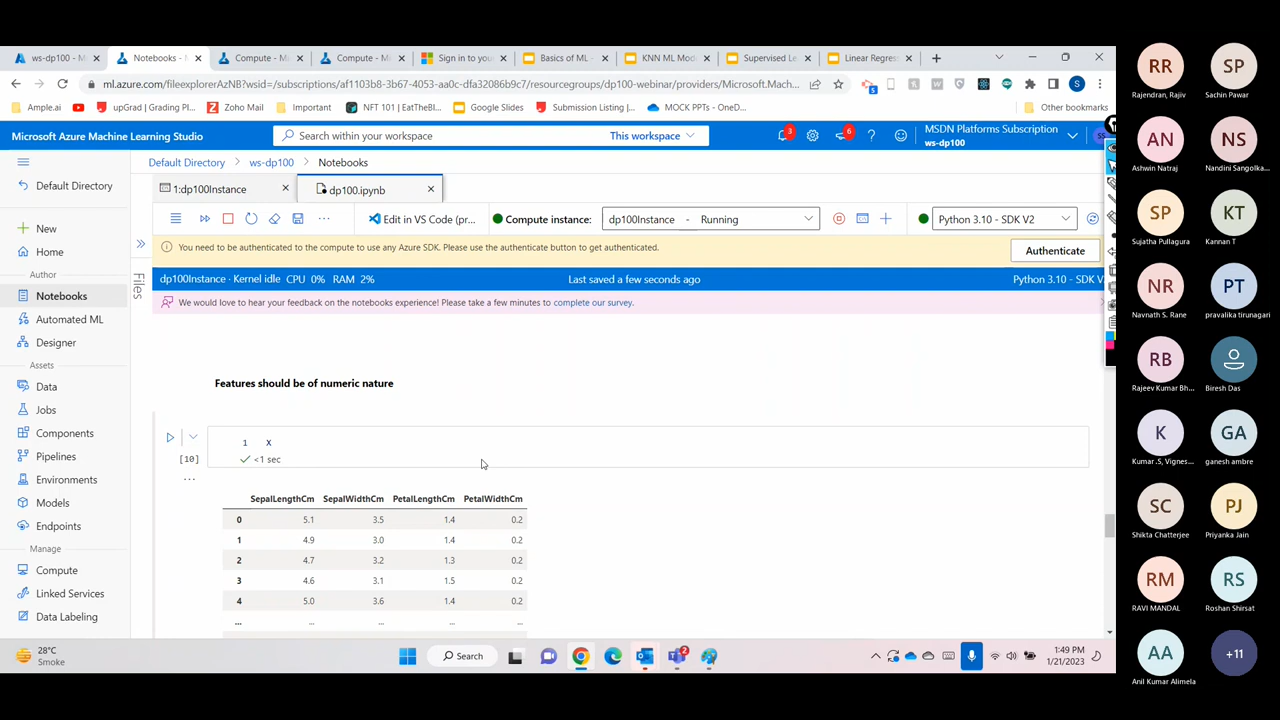 ws-dp100 - M
Notebooks - M
Compute - Mi
Compute - Mi
Sign in to you
Basics of ML -
KNN ML Mod
Supervised Le
Linear Regres
ml.azure.com/fileexplorerAzNB?wsid=/subscriptions/af1103b8-3b67-4053-aa0c-dfa32086b9c7/resourcegroups/dp100-webinar/providers/Microsoft.Mach...
5
S
Ample.ai
upGrad | Grading Pl...
Zoho Mail
Important
NFT 101 | EatTheBl...
Google Slides
Submission Listing |...
MOCK PPTs - OneD...
Other bookmarks
Microsoft Azure Machine Learning Studio
Search within your workspace
This workspace
3
6
MSDN Platforms Subscription
ws-dp100
Default Directory
ws-dp100
Notebooks
Default Directory
New
Home
Author
Notebooks
Automated ML
Designer
Assets
Data
Jobs
Components
Pipelines
Environments
Models
Endpoints
Manage
Compute
Linked Services
Data Labeling
Files
1:dp100Instance
dp100.ipynb
Edit in VS Code (pr...
Compute instance:
dp100Instance - Running
Python 3.10 - SDK V2
You need to be authenticated to the compute to use any Azure SDK. Please use the authenticate button to get authenticated.
Authenticate
dp100Instance · Kernel idle CPU 0% RAM 2%
Last saved a few seconds ago
Python 3.10 - SDK V
We would love to hear your feedback on the notebooks experience! Please take a few minutes to complete our survey.
Features should be of numeric nature
1 X
[10]
<1 sec
...
SepalLengthCm SepalWidthCm PetalLengthCm PetalWidthCm
0 5.1 3.5 1.4 0.2
1 4.9 3.0 1.4 0.2
2 4.7 3.2 1.3 0.2
3 4.6 3.1 1.5 0.2
4 5.0 3.6 1.4 0.2
... ... ... ... ...
28°C
Smoke
Search
2
1:49 PM
1/21/2023
RR
Rajendran, Rajiv
SP
Sachin Pawar
AN
Ashwin Natraj
NS
Nandini Sangolka...
SP
Sujatha Pullagura
KT
Kannan T
NR
Navnath S. Rane
PT
pravalika tirunagari
RB
Rajeev Kumar Bh...
Biresh Das
K
Kumar .S, Vignes...
GA
ganesh ambre
SC
Shikta Chatterjee
PJ
Priyanka Jain
RM
RAVI MANDAL
RS
Roshan Shirsat
AA
Anil Kumar Alimela
+11